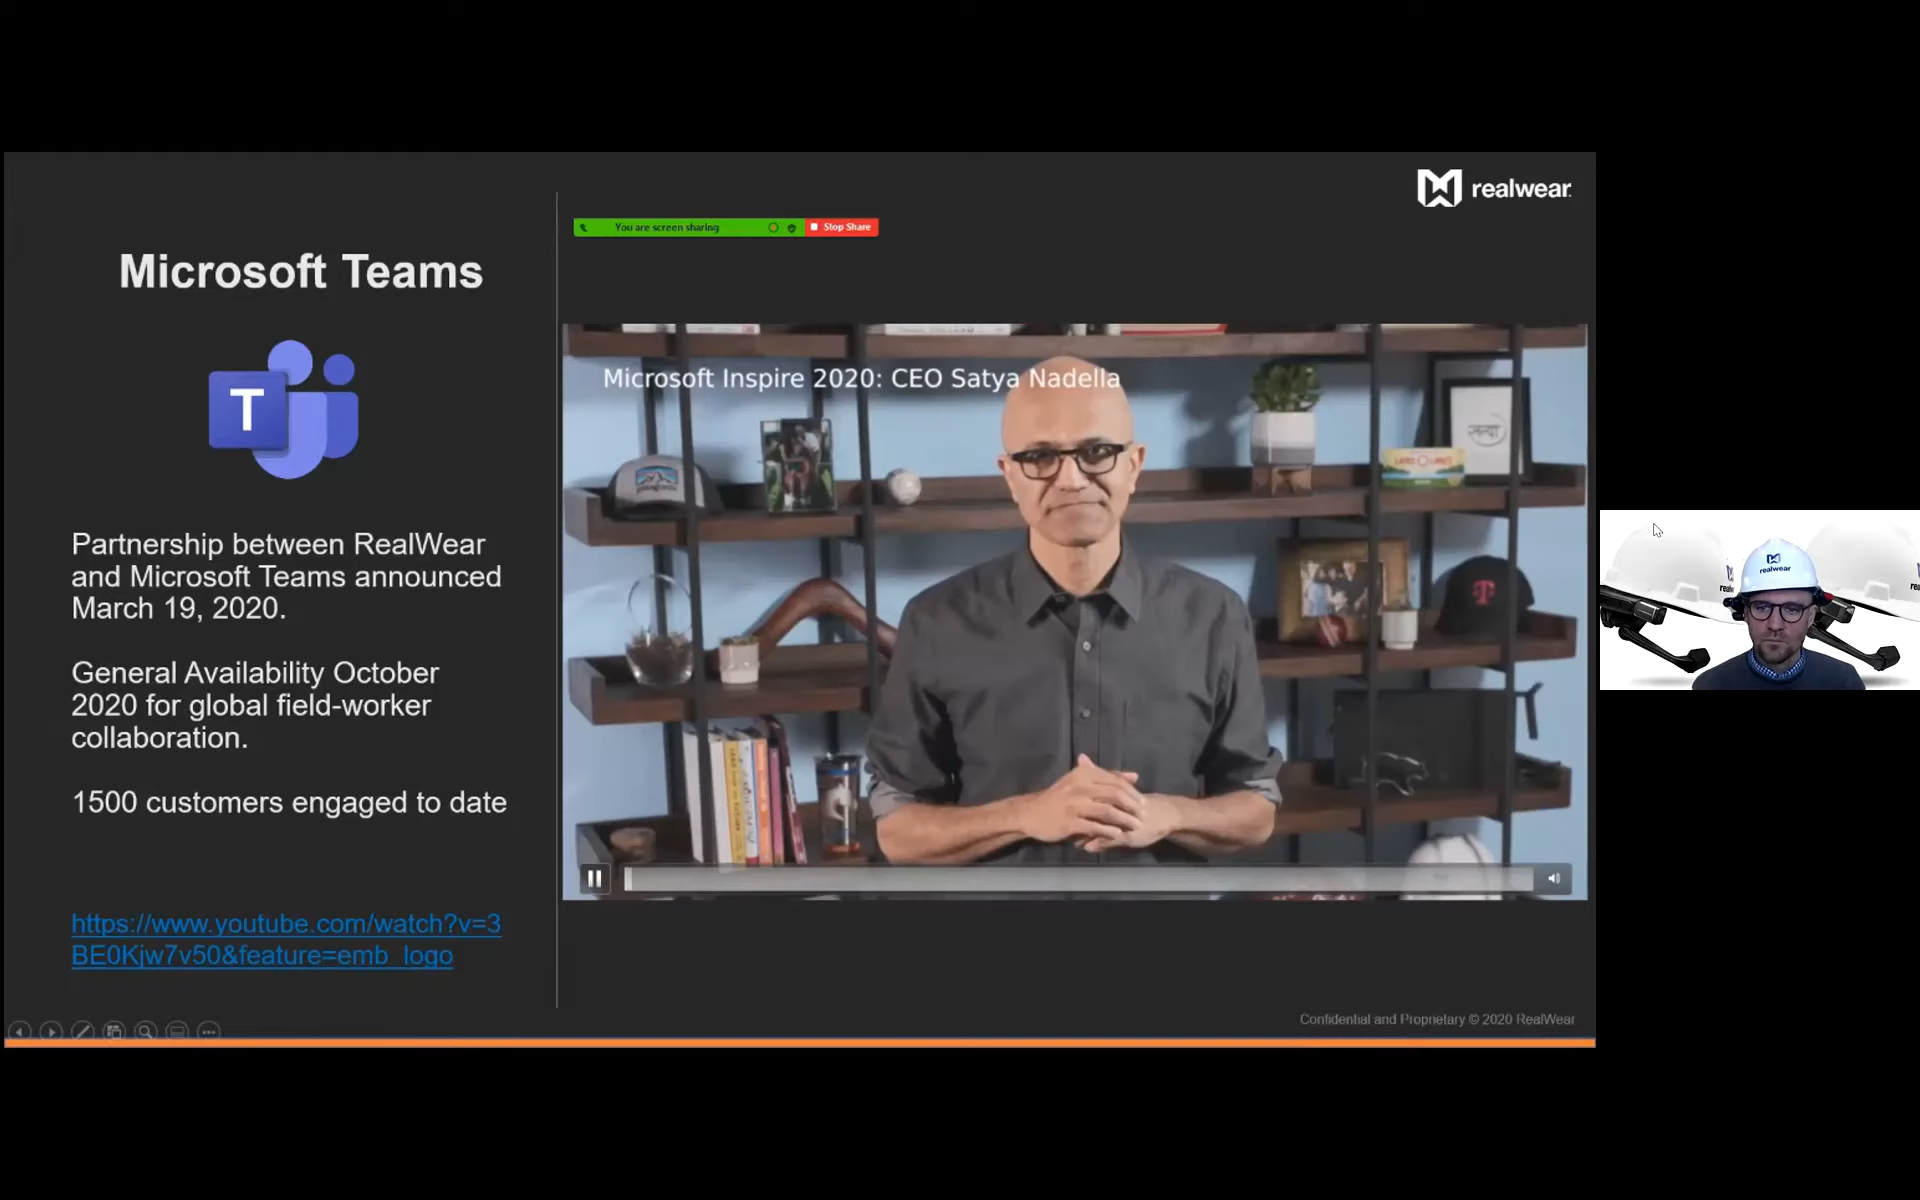 realwear
You are screen sharing
Stop Share
Microsoft Teams
T
Partnership between RealWear
and Microsoft Teams announced
March 19, 2020.
General Availability October
2020 for global field-worker
collaboration.
1500 customers engaged to date
https://www.youtube.com/watch?v=3
BE0Kjw7v50&feature=emb_logo
Microsoft Inspire 2020: CEO Satya Nadella
patagonia
सत्या
T
realwear
Confidential and Proprietary © 2020 RealWear